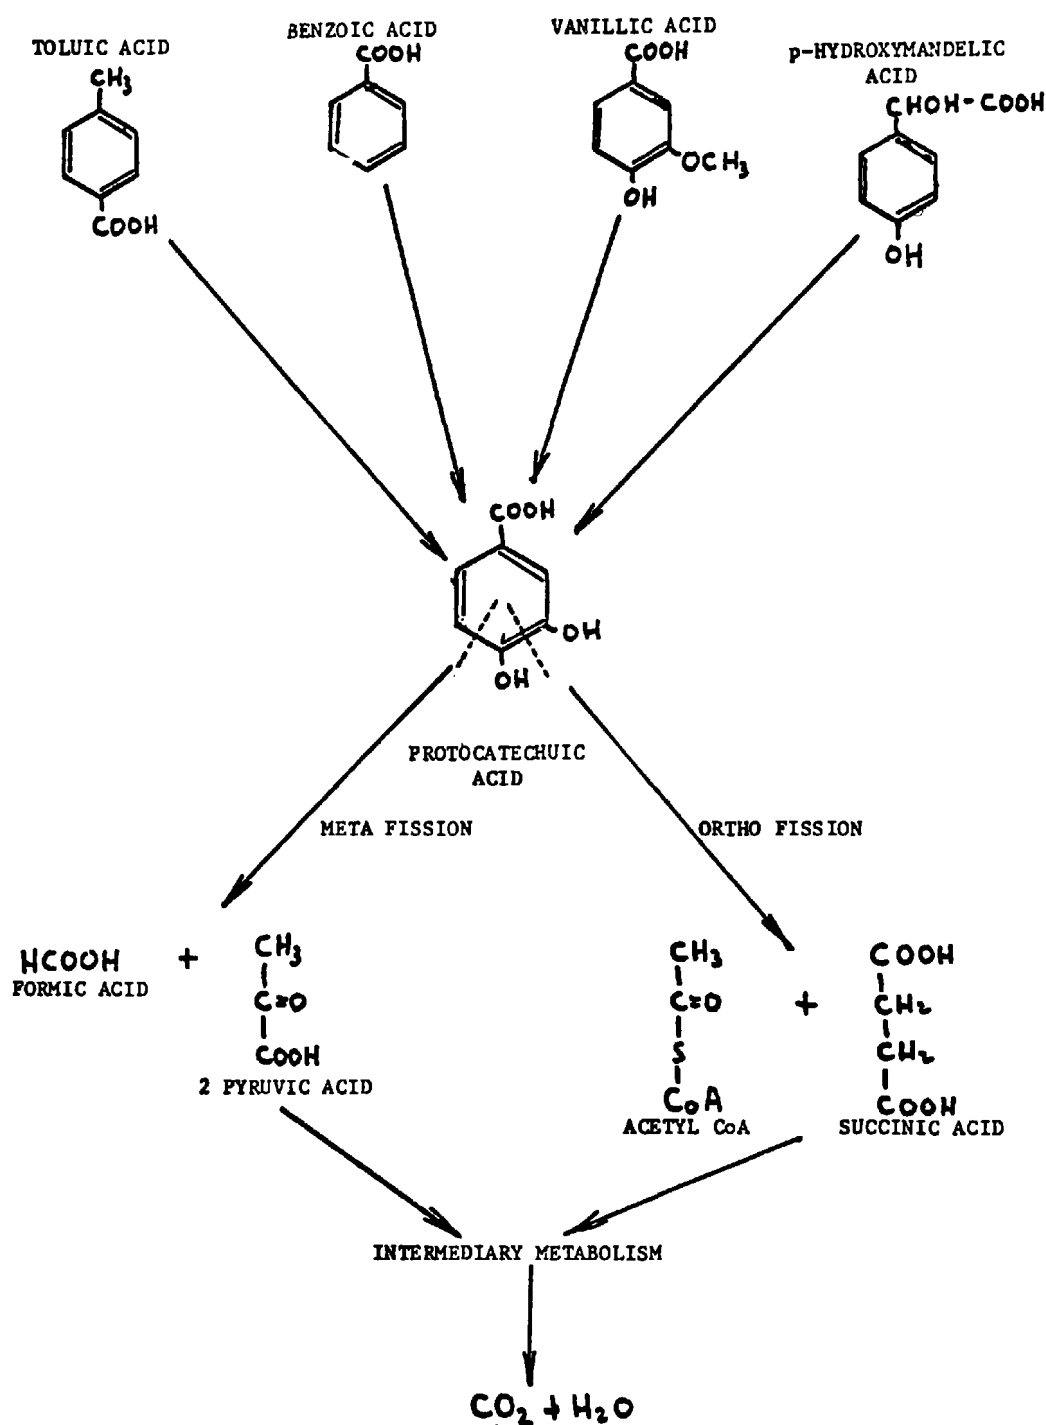 TOLUIC ACID
CH₃
COOH
BENZOIC ACID
COOH
VANILLIC ACID
COOH
OCH₃
OH
p-HYDROXYMANDELIC
ACID
CHOH-COOH
OH
COOH
OH
OH
PROTOCATECHUIC
ACID
META FISSION
ORTHO FISSION
HCOOH
FORMIC ACID
+
CH₃
C=O
COOH
2 PYRUVIC ACID
CH₃
C=O
S
CoA
ACETYL CoA
+
COOH
CH₂
CH₂
COOH
SUCCINIC ACID
INTERMEDIARY METABOLISM
CO₂ + H₂O